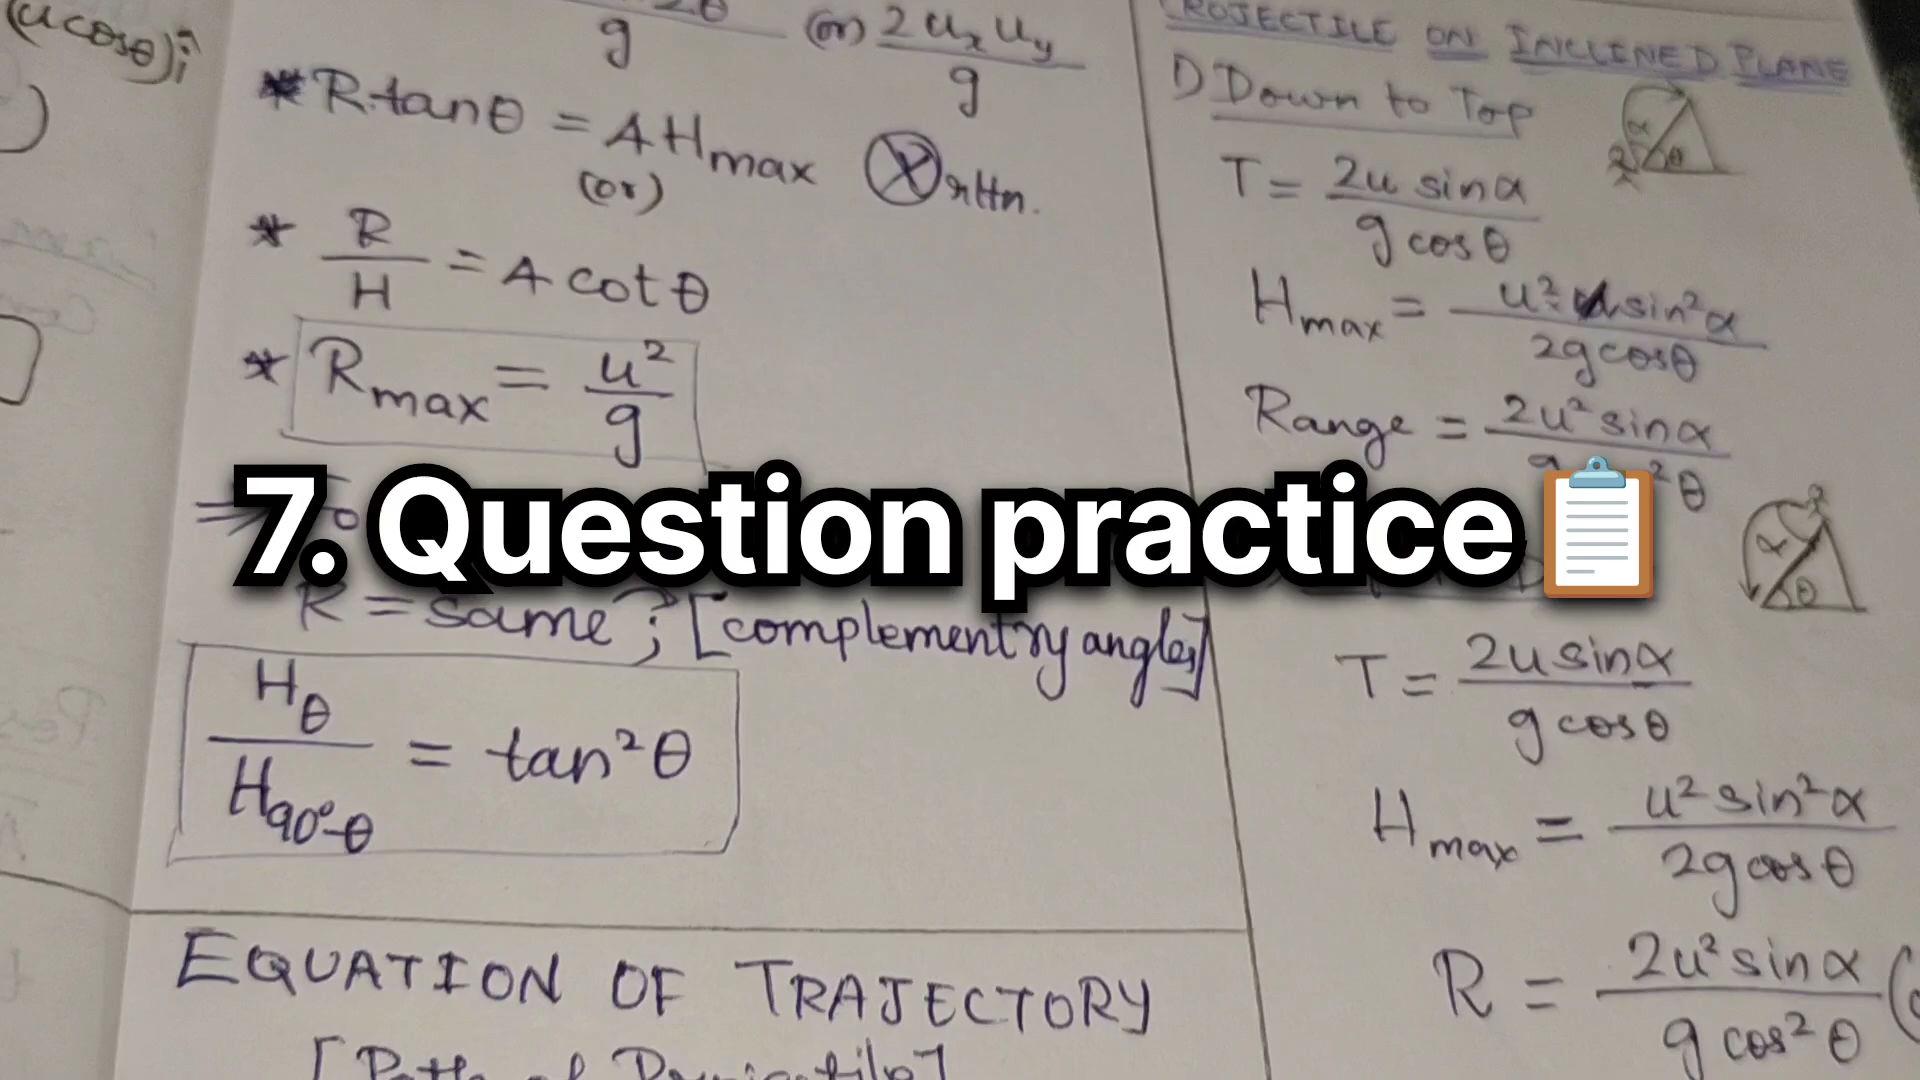 (ucosθ)î
g
(or) 2uₓu_y
g
* R.tanθ = 4Hmax
(or)
* R/H = 4 cotθ
* Rmax = u²/g
7. Question practice📋
R = same ; [complementry angles]
Hθ/H90°-θ = tan²θ
EQUATION OF TRAJECTORY
PROJECTILE ON INCLINED PLANE
1) Down to Top
α
θ
T = 2u sinα / g cosθ
Hmax = u² sin²α / 2g cosθ
Range = 2u² sinα
²θ
α
θ
T = 2u sinα / g cosθ
Hmax = u² sin²α / 2g cosθ
R = 2u² sinα / g cos²θ (